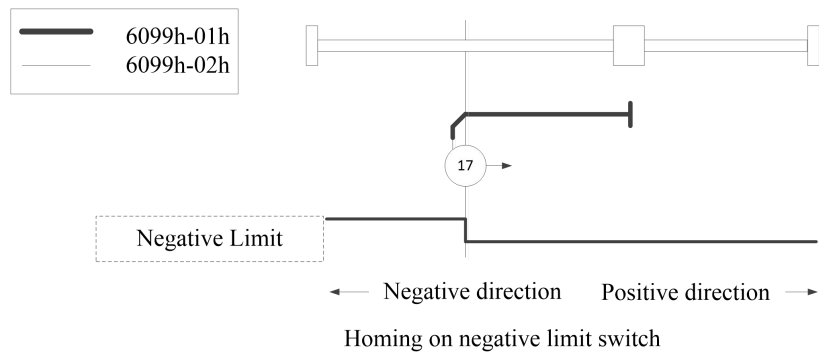 6099h-01h
6099h-02h
17
Negative Limit
Negative direction Positive direction
Homing on negative limit switch